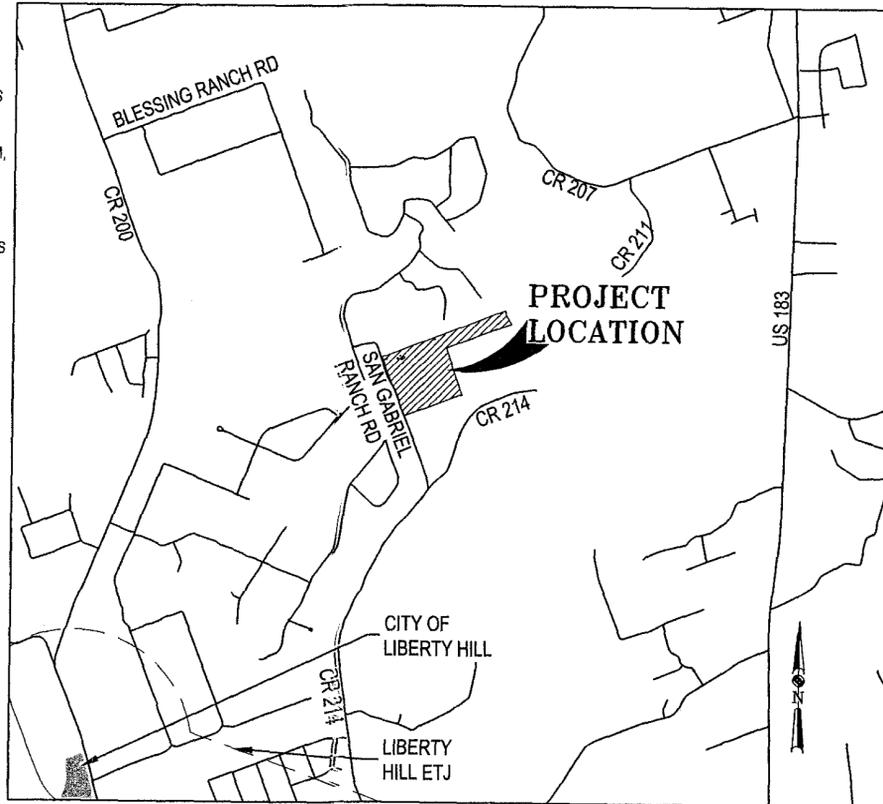 S
M,
S
BLESSING RANCH RD
CR 200
CR 207
CR 211
PROJECT
LOCATION
US 183
SAN GABRIEL
RANCH RD
CR 214
CITY OF
LIBERTY HILL
CR 214
LIBERTY
HILL ETJ
N